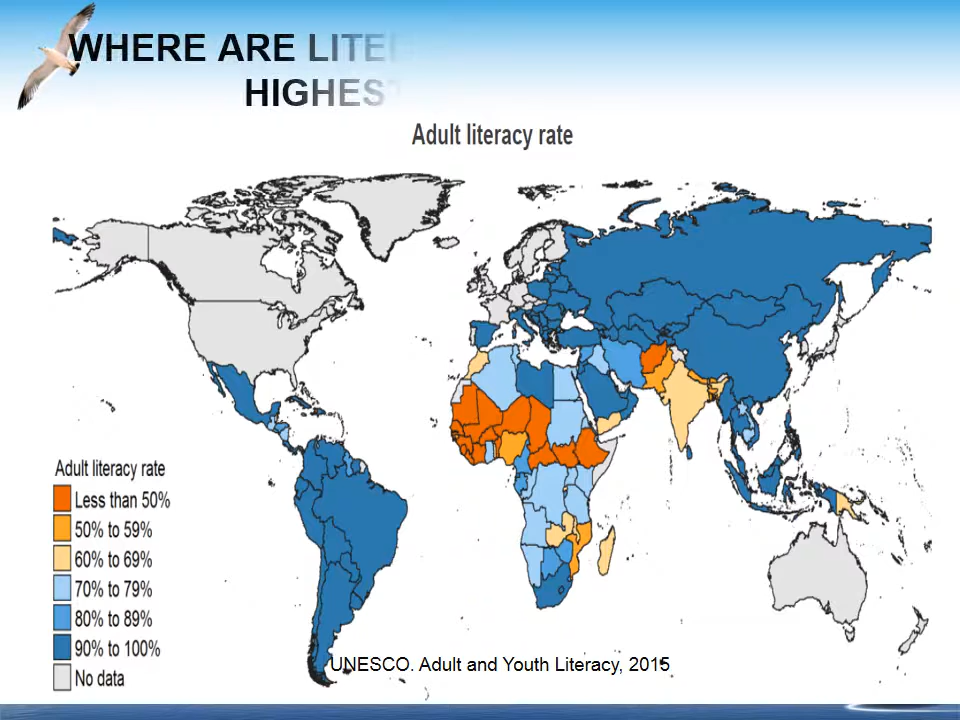 WHERE ARE
HIGHEST
Adult literacy rate
Adult literacy rate
Less than 50%
50% to 59%
60% to 69%
70% to 79%
80% to 89%
90% to 100%
No data
UNESCO. Adult and Youth Literacy, 2015